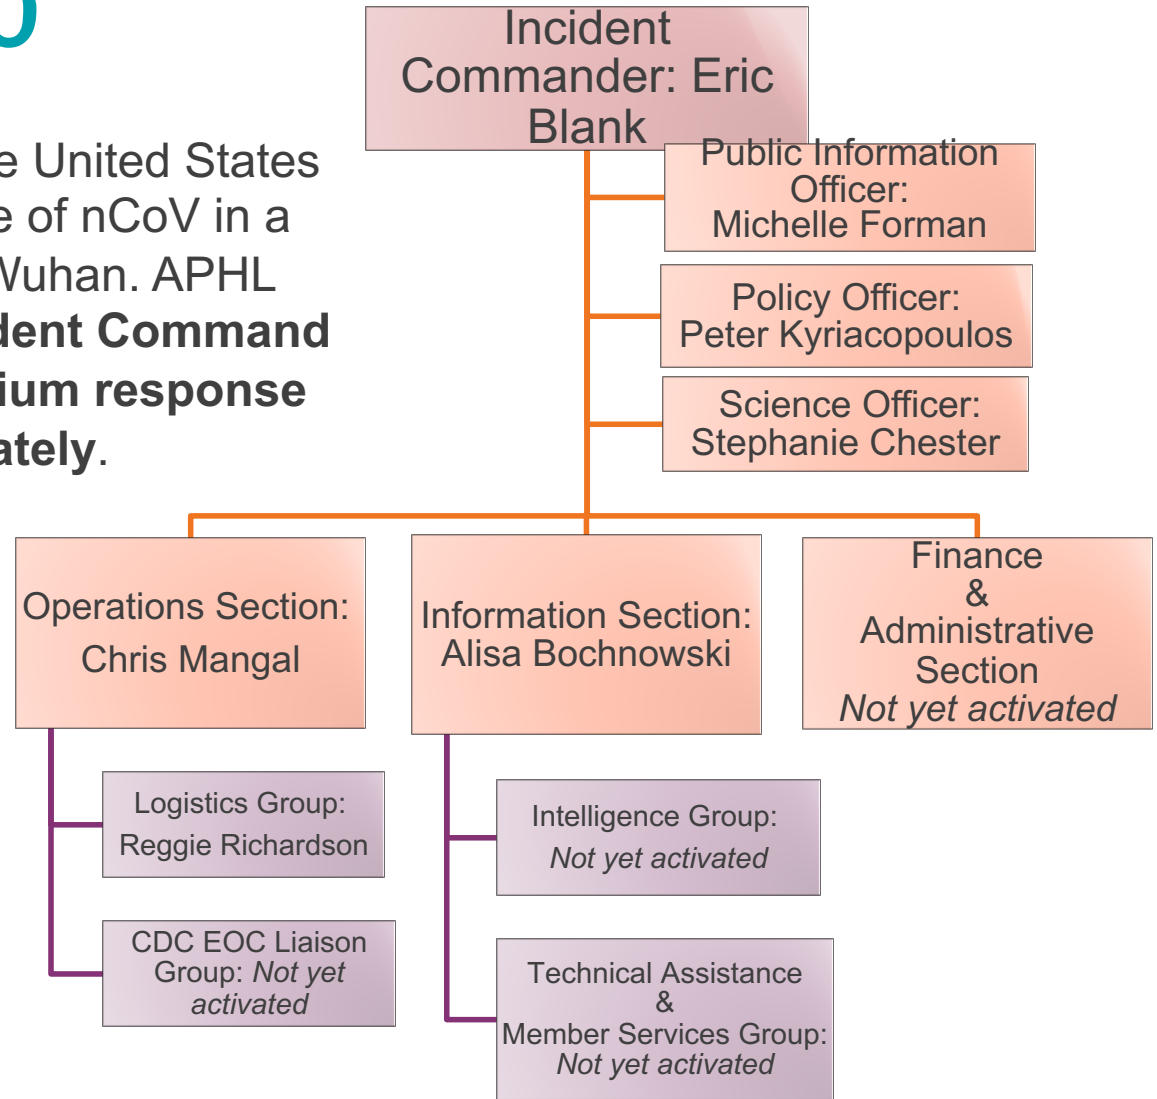 Incident
Commander: Eric
Blank
e United States
e of nCoV in a
Wuhan. APHL
dent Command
ium response
ately.
Public Information
Officer:
Michelle Forman
Policy Officer:
Peter Kyriacopoulos
Science Officer:
Stephanie Chester
Operations Section:
Chris Mangal
Information Section:
Alisa Bochnowski
Finance
&
Administrative
Section
Not yet activated
Logistics Group:
Reggie Richardson
CDC EOC Liaison
Group: Not yet
activated
Intelligence Group:
Not yet activated
Technical Assistance
&
Member Services Group:
Not yet activated